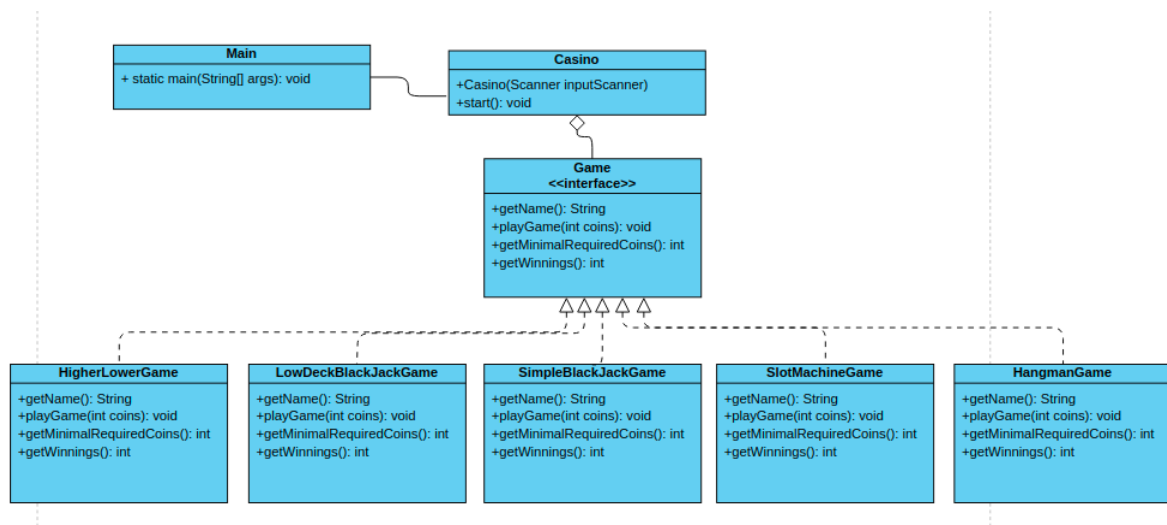 Main
+ static main(String[] args): void
Casino
+Casino(Scanner inputScanner)
+start(): void
Game
<<interface>>
+getName(): String
+playGame(int coins): void
+getMinimalRequiredCoins(): int
+getWinnings(): int
HigherLowerGame
+getName(): String
+playGame(int coins): void
+getMinimalRequiredCoins(): int
+getWinnings(): int
LowDeckBlackJackGame
+getName(): String
+playGame(int coins): void
+getMinimalRequiredCoins(): int
+getWinnings(): int
SimpleBlackJackGame
+getName(): String
+playGame(int coins): void
+getMinimalRequiredCoins(): int
+getWinnings(): int
SlotMachineGame
+getName(): String
+playGame(int coins): void
+getMinimalRequiredCoins(): int
+getWinnings(): int
HangmanGame
+getName(): String
+playGame(int coins): void
+getMinimalRequiredCoins(): int
+getWinnings(): int